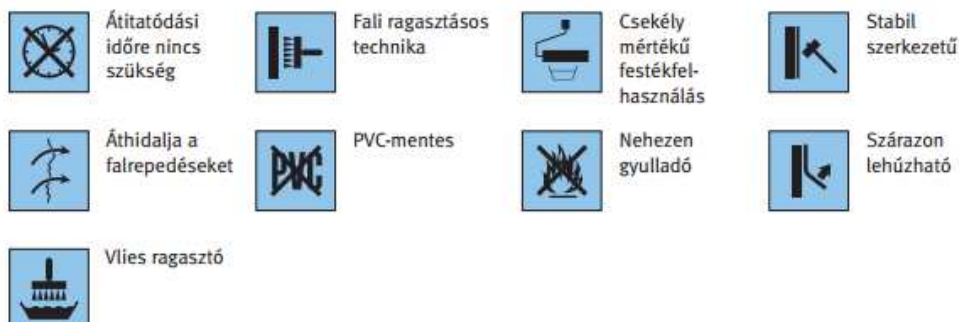 Átitatódási
időre nincs
szükség
Fali ragasztásos
technika
Csekély
mértékű
festékfel-
használás
Stabil
szerkezetű
Áthidalja a
falrepedéseket
PVC
PVC-mentes
Nehezen
gyulladó
Szárazon
lehúzható
Vlies ragasztó